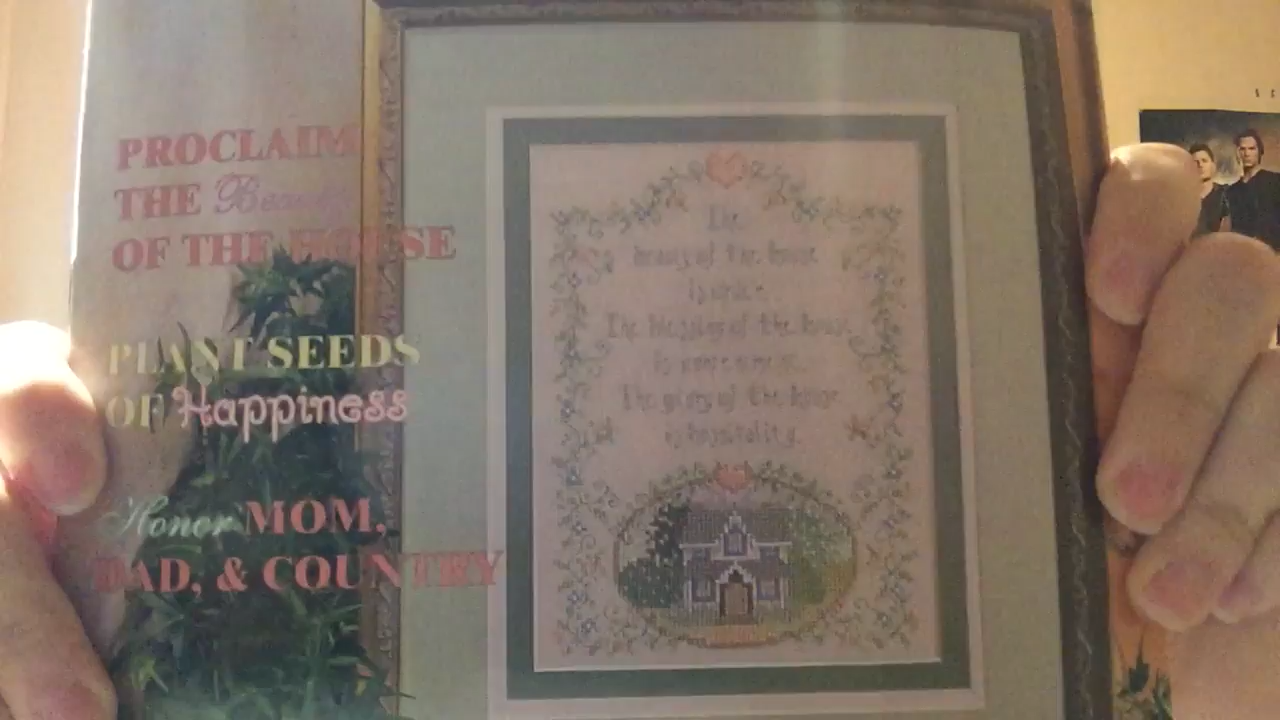 PROCLAIM
THE Beauty
OF THE HOUSE
PLANT SEEDS
OF Happiness
Honor MOM,
DAD, & COUNTRY
The
beauty of the house
is order.
The blessing of the house
is contentment.
The glory of the house
is hospitality.